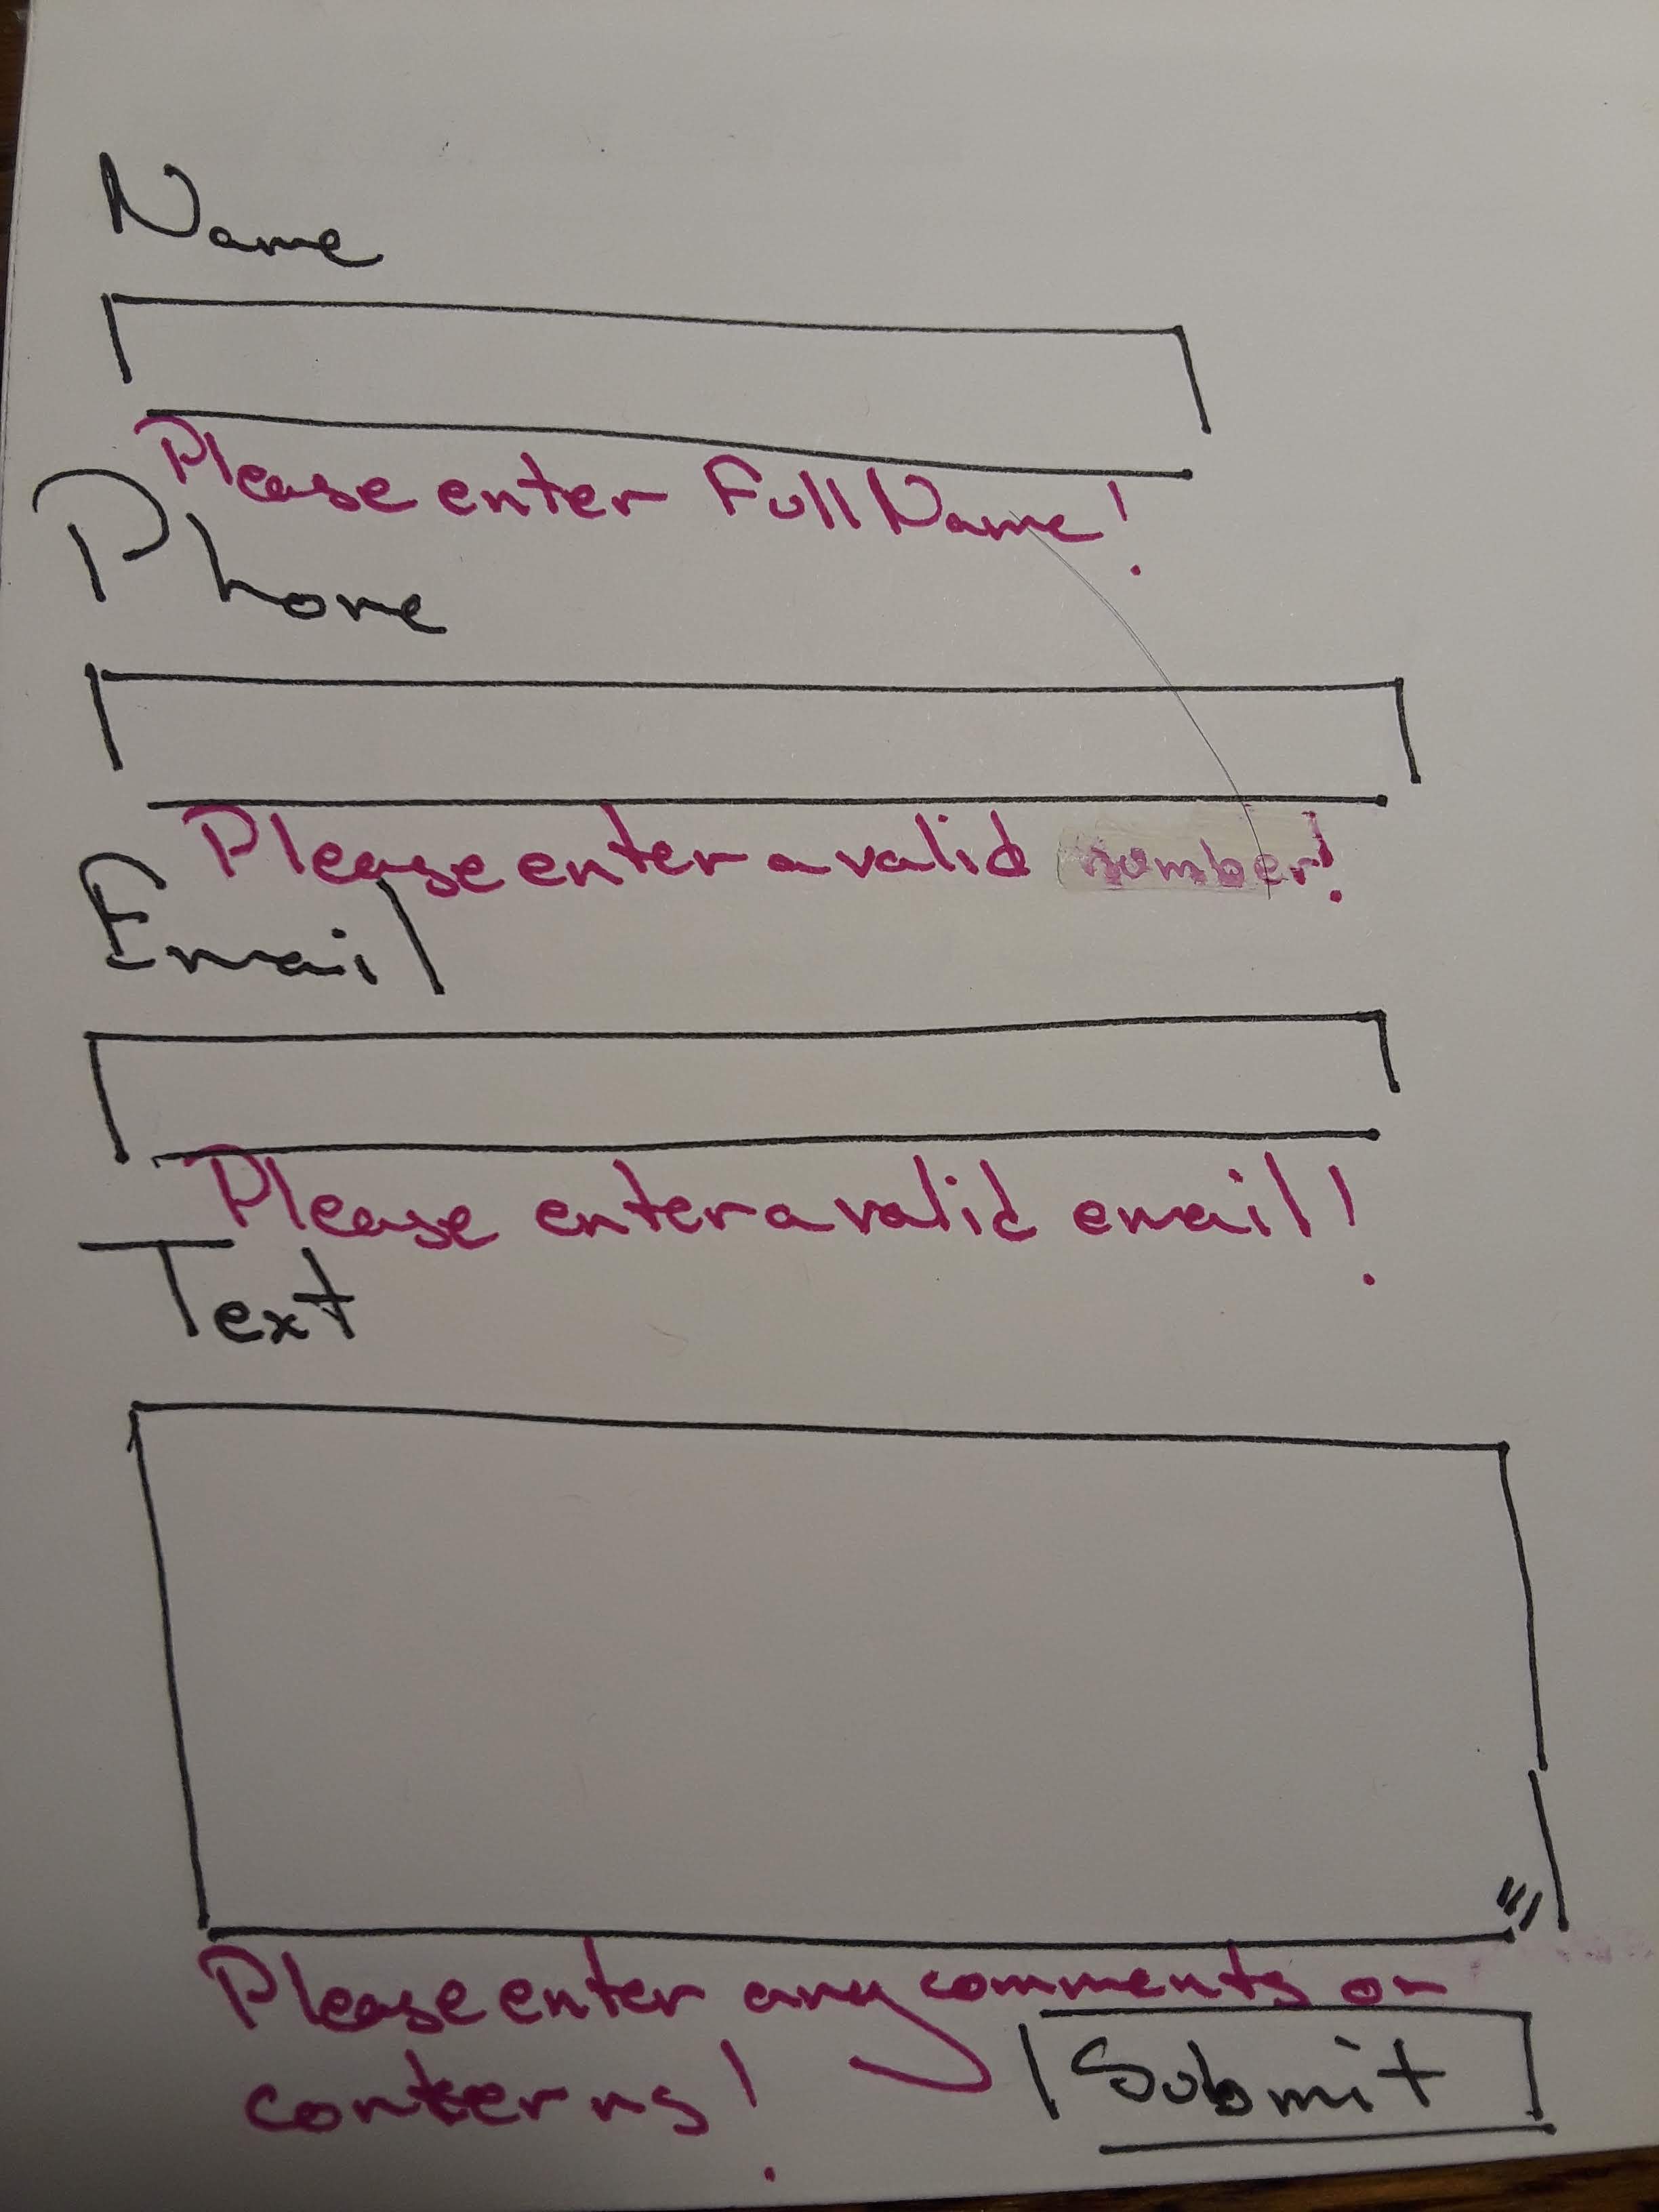 Name
Please enter Full Name!
Phone
Please enter a valid number!
Email
Please enter a valid email!
Text
Please enter any comments or
conterns!
Submit